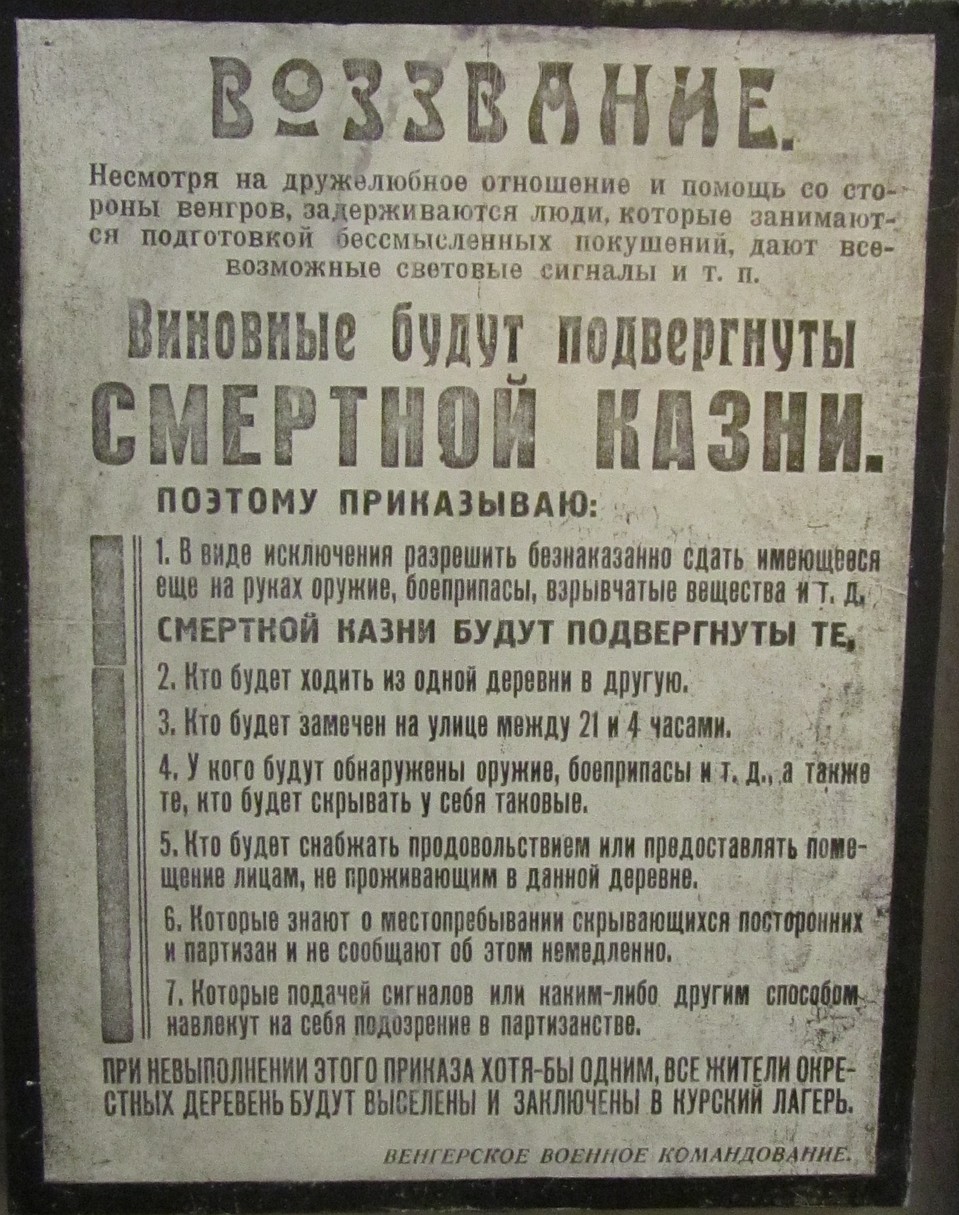 ВОЗЗВАНИЕ.
Несмотря на дружелюбное отношение и помощь со сто-
роны венгров, задерживаются люди, которые занимают-
ся подготовкой бессмысленных покушений, дают все-
возможные световые сигналы и т. п.
Виновные будут подвергнуты
СМЕРТНОЙ КАЗНИ.
ПОЭТОМУ ПРИКАЗЫВАЮ:
1. В виде исключения разрешить безнаказанно сдать имеющееся
еще на руках оружие, боеприпасы, взрывчатые вещества и т. д,
СМЕРТНОЙ КАЗНИ БУДУТ ПОДВЕРГНУТЫ ТЕ,
2. Кто будет ходить из одной деревни в другую.
3. Кто будет замечен на улице между 21 и 4 часами.
4. У кого будут обнаружены оружие, боеприпасы и т. д., а также
те, кто будет скрывать у себя таковые.
5. Кто будет снабжать продовольствием или предоставлять поме-
щение лицам, не проживающим в данной деревне.
6. Которые знают о местопребывании скрывающихся посторонних
и партизан и не сообщают об этом немедленно.
7. Которые подачей сигналов или каким-либо другим способом
навлекут на себя подозрение в партизанстве.
ПРИ НЕВЫПОЛНЕНИИ ЭТОГО ПРИКАЗА ХОТЯ-БЫ ОДНИМ, ВСЕ ЖИТЕЛИ ОКРЕ-
СТНЫХ ДЕРЕВЕНЬ БУДУТ ВЫСЕЛЕНЫ И ЗАКЛЮЧЕНЫ В КУРСКИЙ ЛАГЕРЬ.
ВЕНГЕРСКОЕ ВОЕННОЕ КОМАНДОВАНИЕ.